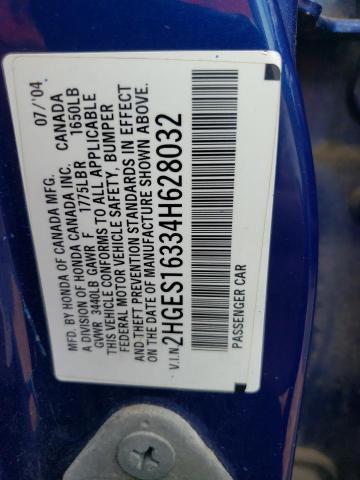 MFD. BY HONDA OF CANADA MFG. 07/'04
A DIVISION OF HONDA CANADA INC. CANADA
GVWR 3440LB GAWR F 1775LBR 1650LB
THIS VEHICLE CONFORMS TO ALL APPLICABLE
FEDERAL MOTOR VEHICLE SAFETY, BUMPER
AND THEFT PREVENTION STANDARDS IN EFFECT
ON THE DATE OF MANUFACTURE SHOWN ABOVE.
V.I.N. 2HGES16334H628032
PASSENGER CAR